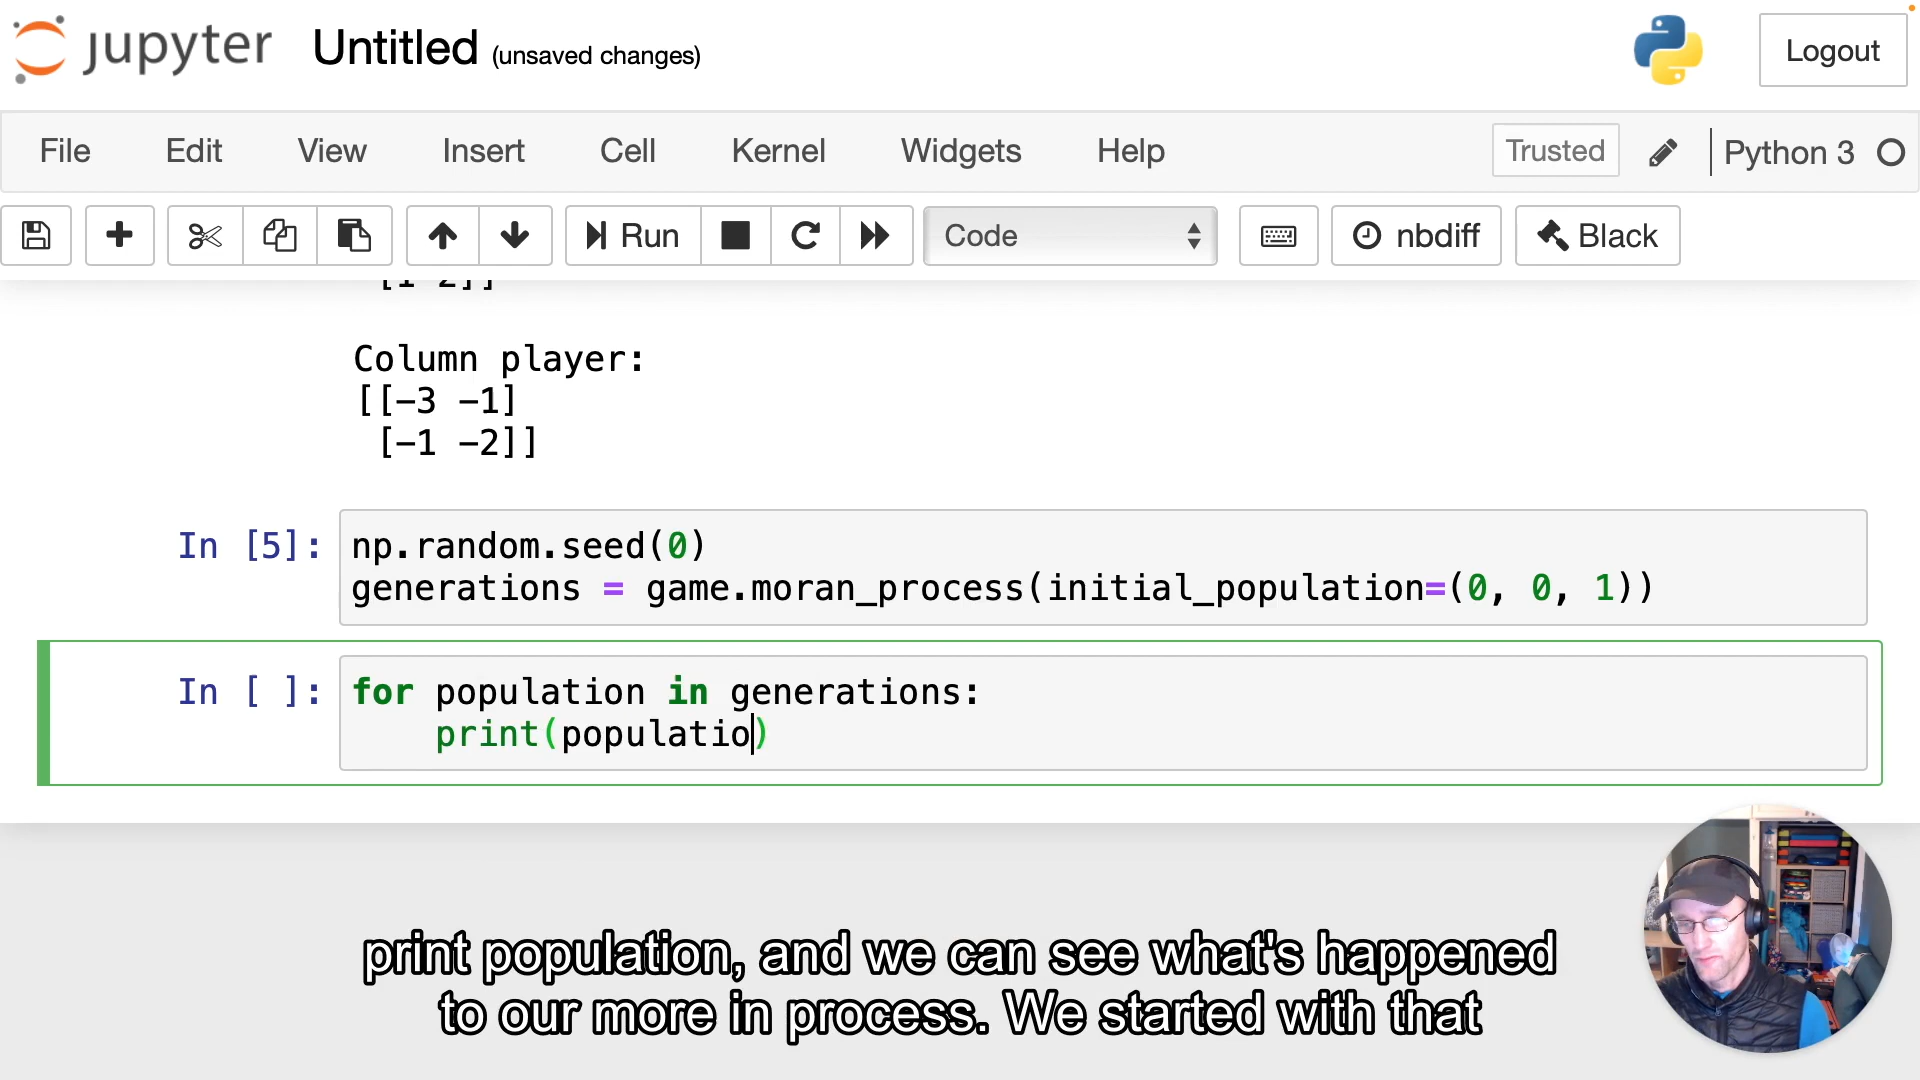 jupyter Untitled (unsaved changes) Logout
File Edit View Insert Cell Kernel Widgets Help Trusted Python 3
Run Code nbdiff Black
[1 2]]
Column player:
[[-3 -1]
[-1 -2]]
In [5]: np.random.seed(0)
generations = game.moran_process(initial_population=(0, 0, 1))
In [ ]: for population in generations:
print(populatio)
print population, and we can see what's happened
to our more in process. We started with that